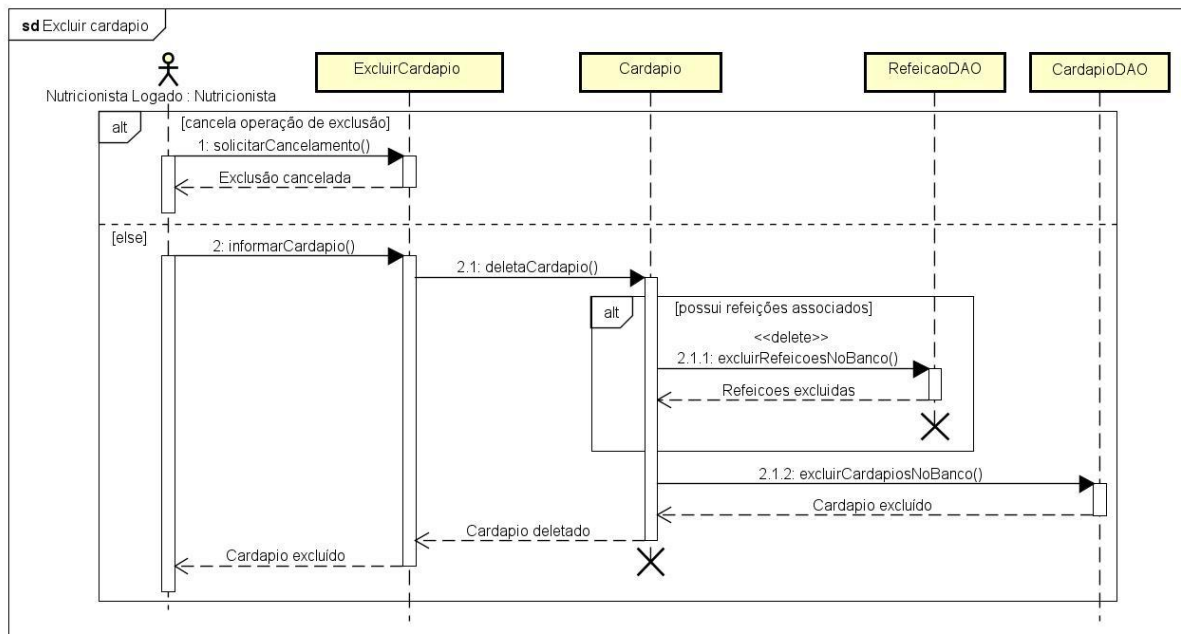 sd Excluir cardapio
ExcluirCardapio
Cardapio
RefeicaoDAO
CardapioDAO
Nutricionista Logado : Nutricionista
alt
[cancela operação de exclusão]
1: solicitarCancelamento()
Exclusão cancelada
[else]
2: informarCardapio()
2.1: deletaCardapio()
alt
[possui refeições associados]
<<delete>>
2.1.1: excluirRefeicoesNoBanco()
Refeicoes excluidas
2.1.2: excluirCardapiosNoBanco()
Cardapio excluído
Cardapio deletado
Cardapio excluído